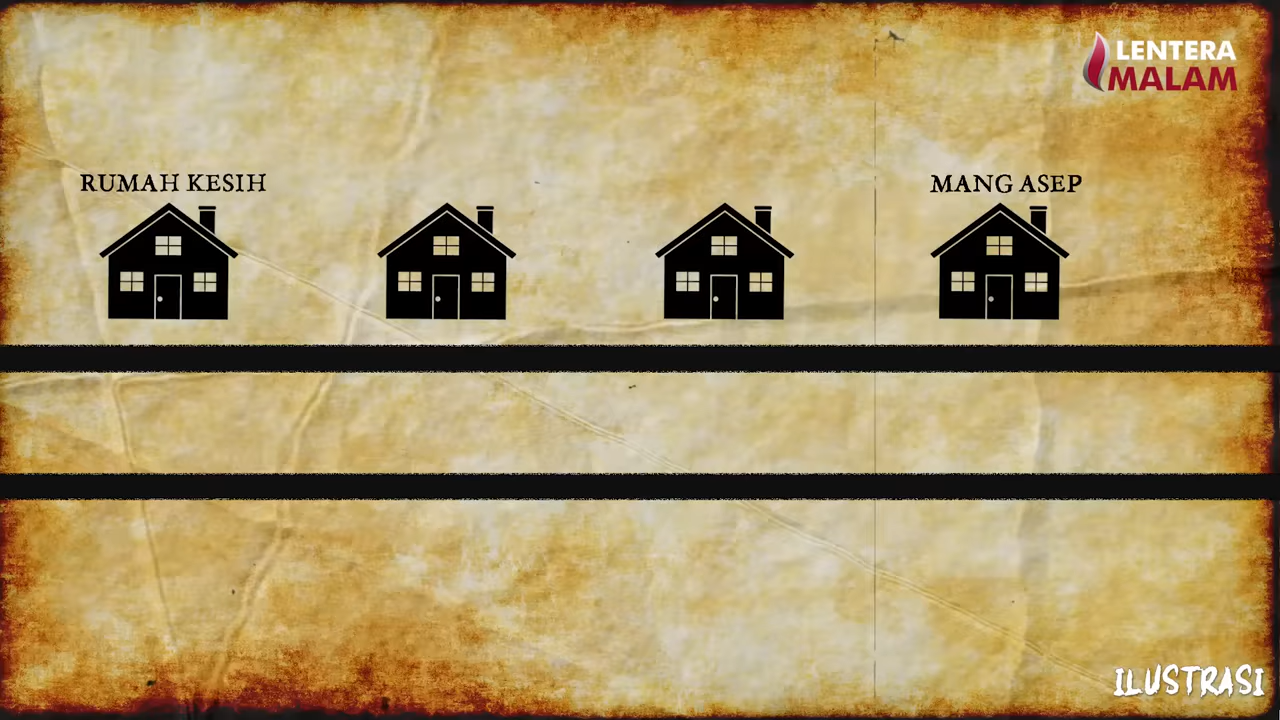 LENTERA
MALAM
RUMAH KESIH
MANG ASEP
ILUSTRASI